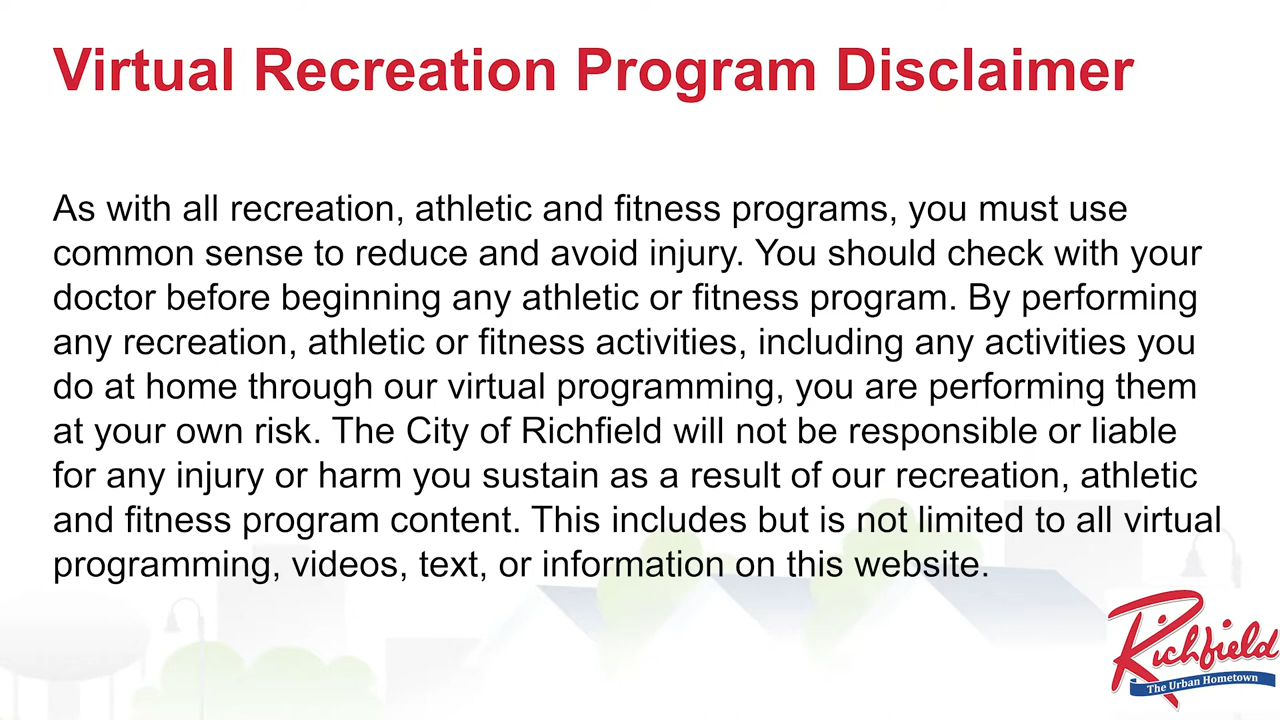 Virtual Recreation Program Disclaimer
As with all recreation, athletic and fitness programs, you must use
common sense to reduce and avoid injury. You should check with your
doctor before beginning any athletic or fitness program. By performing
any recreation, athletic or fitness activities, including any activities you
do at home through our virtual programming, you are performing them
at your own risk. The City of Richfield will not be responsible or liable
for any injury or harm you sustain as a result of our recreation, athletic
and fitness program content. This includes but is not limited to all virtual
programming, videos, text, or information on this website.
Richfield
The Urban Hometown